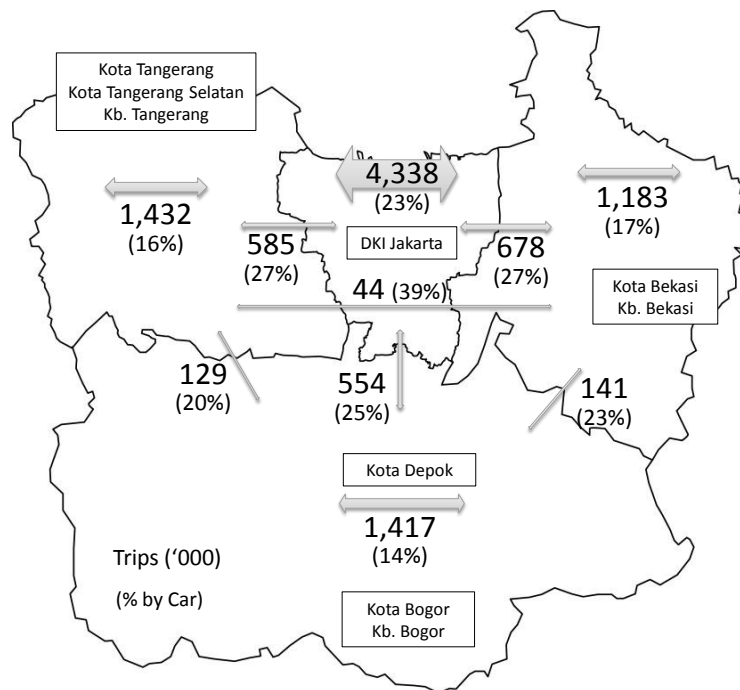 Kota Tangerang
Kota Tangerang Selatan
Kb. Tangerang
4,338
(23%)
1,432
(16%)
1,183
(17%)
585
(27%)
DKI Jakarta
678
(27%)
44 (39%)
Kota Bekasi
Kb. Bekasi
129
(20%)
554
(25%)
141
(23%)
Kota Depok
1,417
(14%)
Trips (‘000)
(% by Car)
Kota Bogor
Kb. Bogor